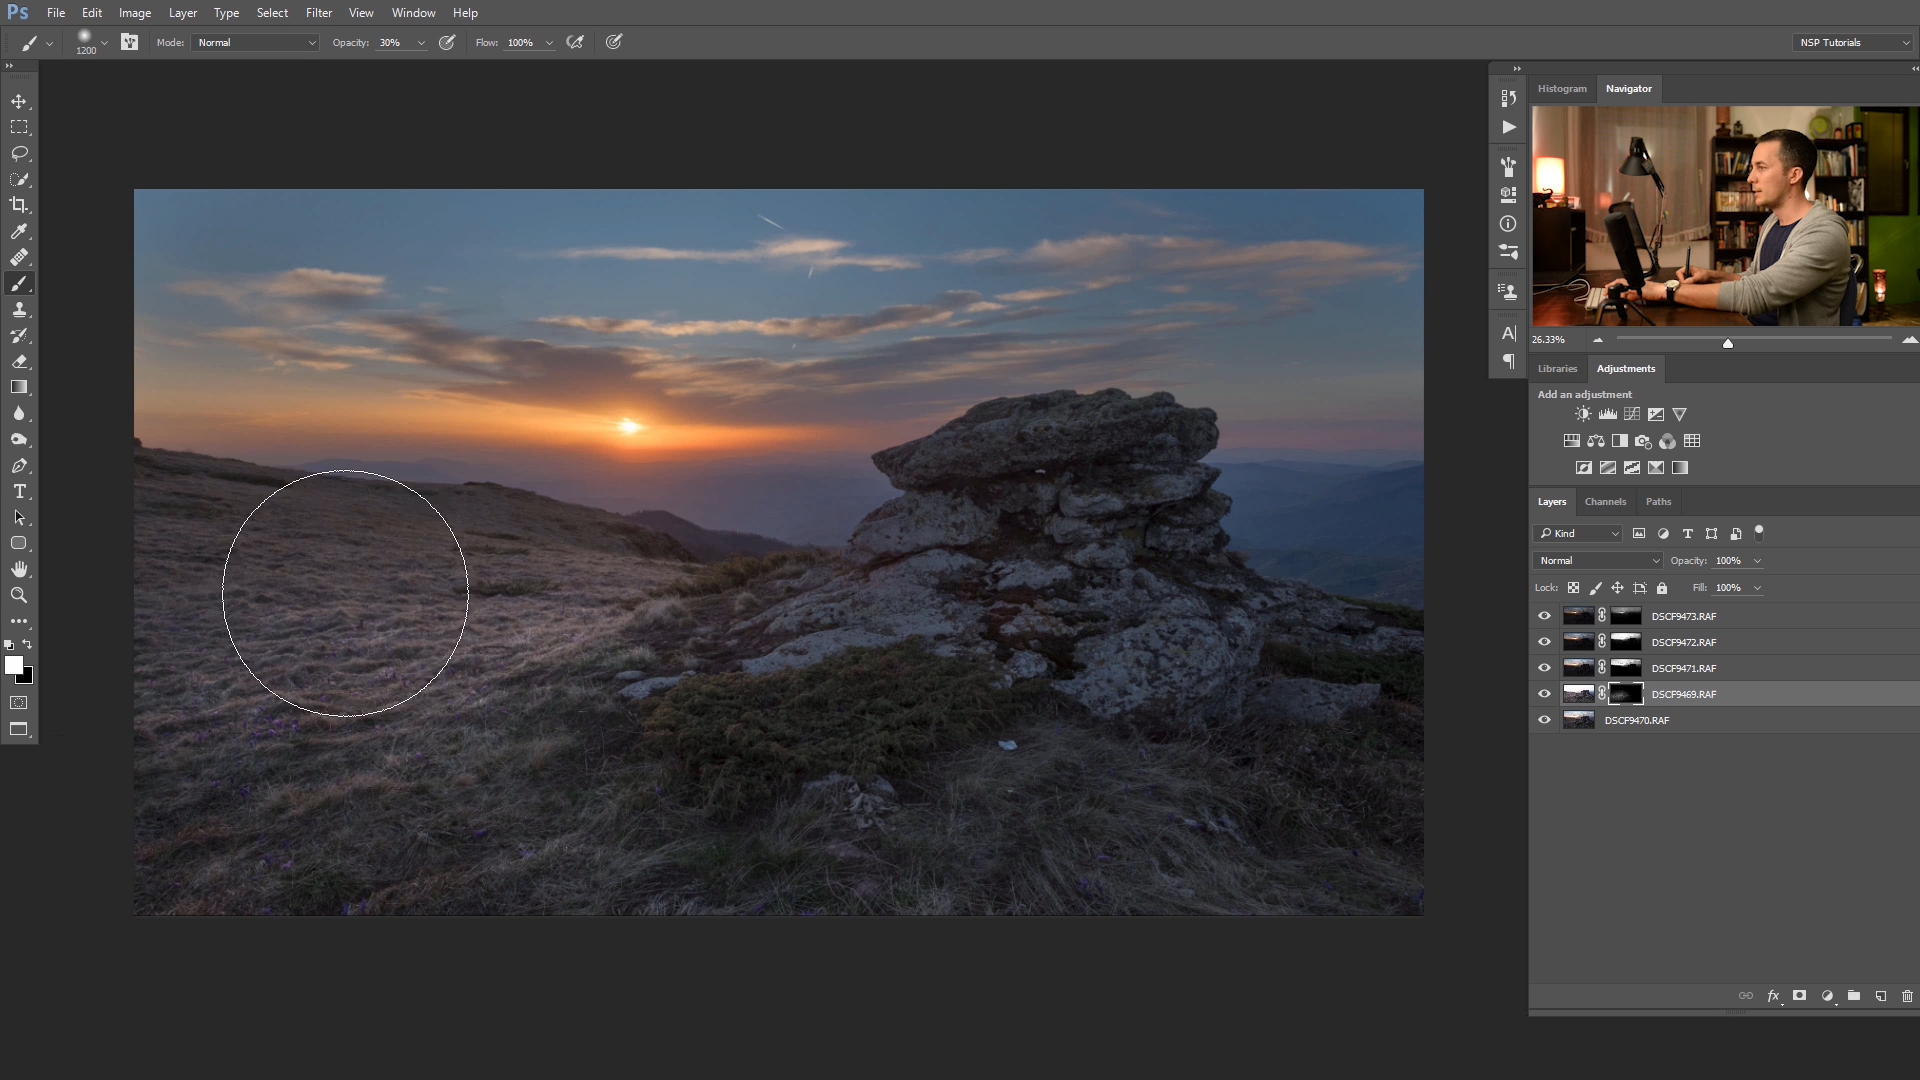 Ps File Edit Image Layer Type Select Filter View Window Help
1200 Mode: Normal Opacity: 30% Flow: 100% NSP Tutorials
Histogram Navigator
26.33%
Libraries Adjustments
Add an adjustment
Layers Channels Paths
Kind
Normal Opacity: 100%
Lock: Fill: 100%
DSCF9473.RAF
DSCF9472.RAF
DSCF9471.RAF
DSCF9469.RAF
DSCF9470.RAF
fx